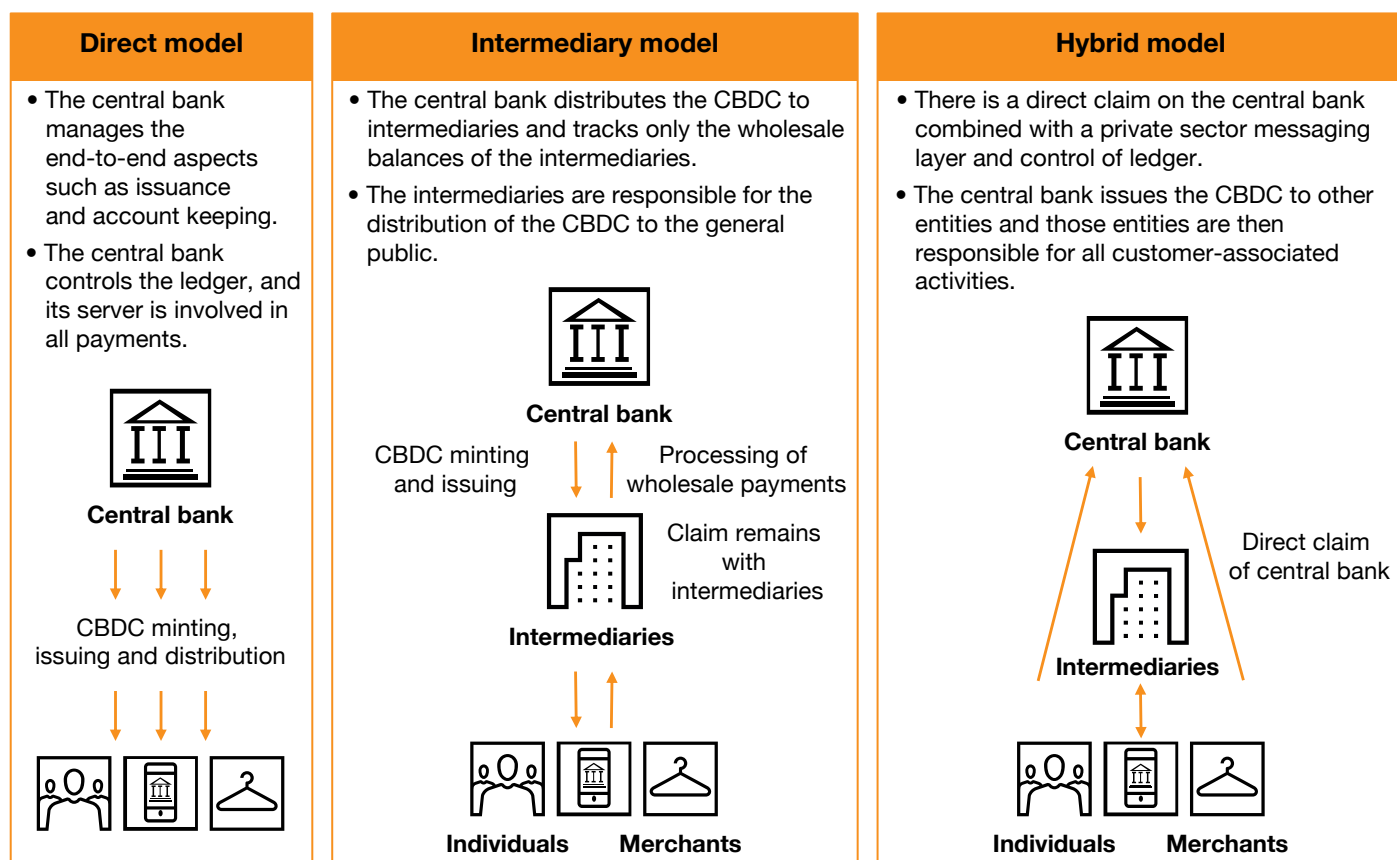 Direct model
• The central bank
manages the
end-to-end aspects
such as issuance
and account keeping.
• The central bank
controls the ledger, and
its server is involved in
all payments.
Central bank
CBDC minting,
issuing and distribution
Intermediary model
• The central bank distributes the CBDC to
intermediaries and tracks only the wholesale
balances of the intermediaries.
• The intermediaries are responsible for the
distribution of the CBDC to the general
public.
Central bank
CBDC minting
and issuing
Processing of
wholesale payments
Claim remains
with
intermediaries
Intermediaries
Individuals
Merchants
Hybrid model
• There is a direct claim on the central bank
combined with a private sector messaging
layer and control of ledger.
• The central bank issues the CBDC to other
entities and those entities are then
responsible for all customer-associated
activities.
Central bank
Direct claim
of central bank
Intermediaries
Individuals
Merchants